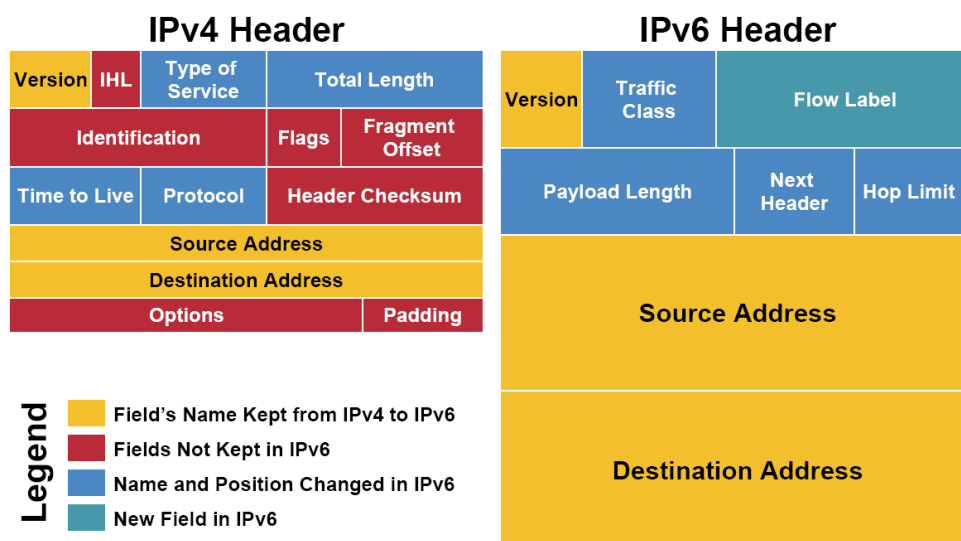 IPv4 Header
Version IHL Type of Service Total Length
Identification Flags Fragment Offset
Time to Live Protocol Header Checksum
Source Address
Destination Address
Options Padding
IPv6 Header
Version Traffic Class Flow Label
Payload Length Next Header Hop Limit
Source Address
Destination Address
Legend
Field’s Name Kept from IPv4 to IPv6
Fields Not Kept in IPv6
Name and Position Changed in IPv6
New Field in IPv6